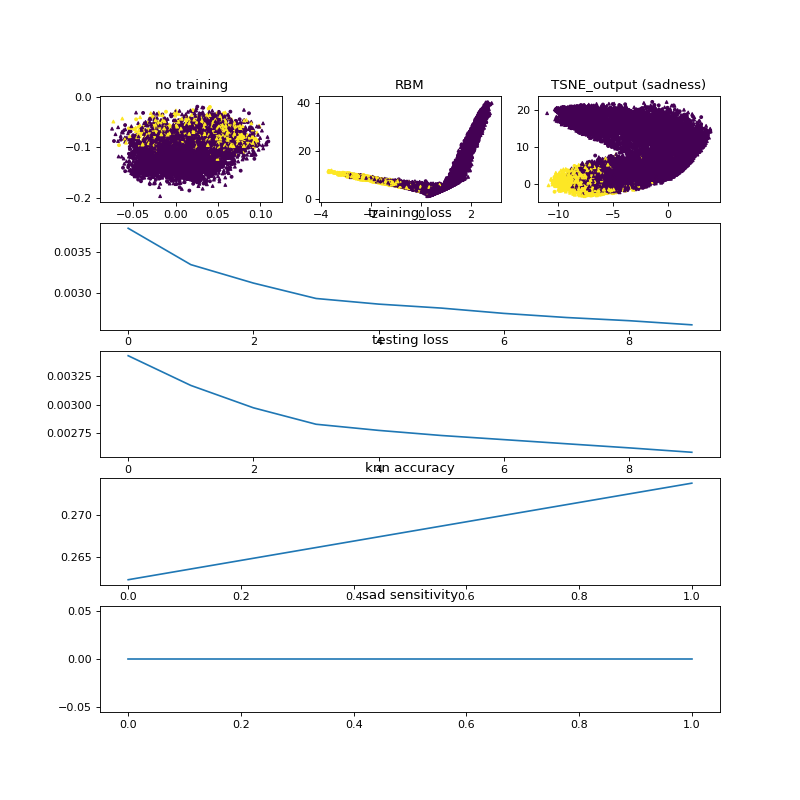 no training
RBM
TSNE_output (sadness)
0.0
−0.1
−0.2
−0.05 0.00 0.05 0.10
40
20
0
−4 −2 0 2
20
10
0
−10 −5 0
training_loss
0.0035
0.0030
0 2 4 6 8
testing loss
0.00325
0.00300
0.00275
0 2 4 6 8
knn accuracy
0.270
0.265
0.0 0.2 0.4 0.6 0.8 1.0
sad sensitivity
0.05
0.00
−0.05
0.0 0.2 0.4 0.6 0.8 1.0